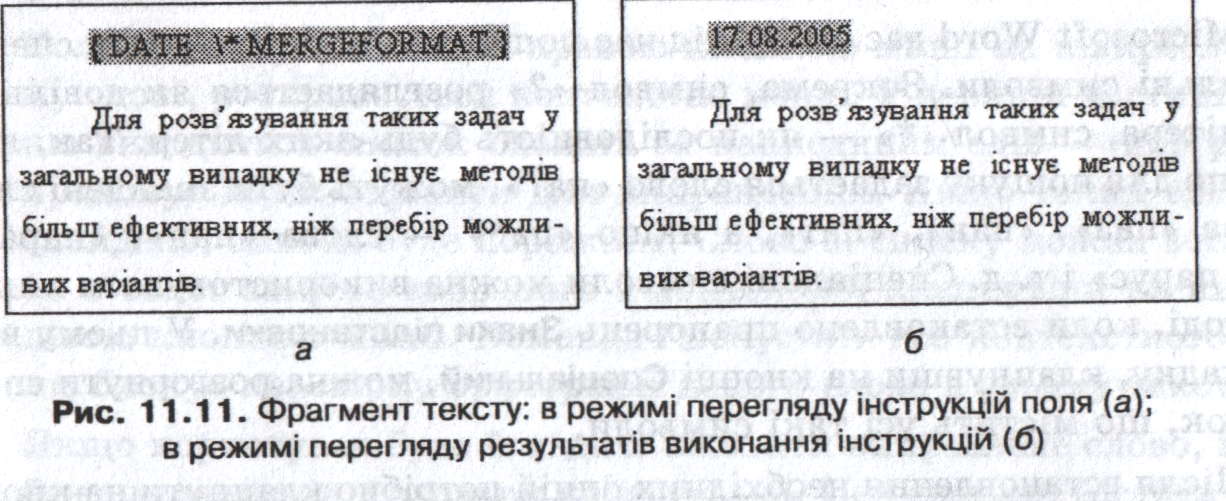 { DATE \* MERGEFORMAT }
Для розв’язування таких задач у
загальному випадку не існує методів
більш ефективних, ніж перебір можли-
вих варіантів.
а
17.08.2005
Для розв’язування таких задач у
загальному випадку не існує методів
більш ефективних, ніж перебір можли-
вих варіантів.
б
Рис. 11.11. Фрагмент тексту: в режимі перегляду інструкцій поля (а);
в режимі перегляду результатів виконання інструкцій (б)